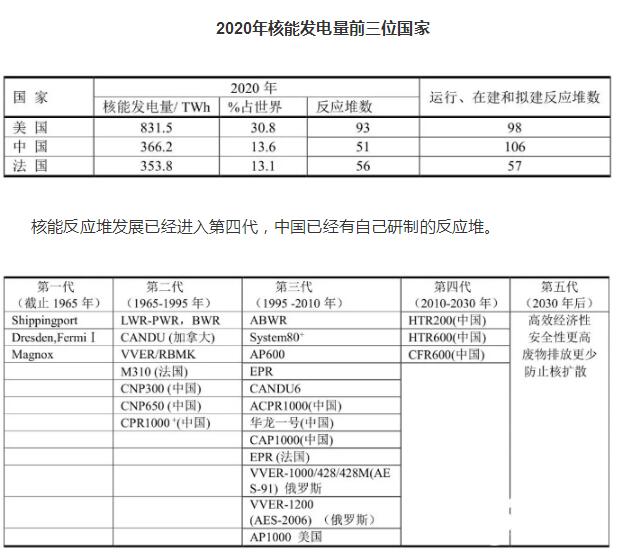 2020年核能发电量前三位国家
国 家 2020 年 运行、在建和拟建反应堆数
核能发电量/ TWh %占世界 反应堆数
美 国 831.5 30.8 93 98
中 国 366.2 13.6 51 106
法 国 353.8 13.1 56 57
核能反应堆发展已经进入第四代，中国已经有自己研制的反应堆。
第一代 第二代 第三代 第四代 第五代
(截止 1965 年) (1965-1995 年) (1995 -2010 年) (2010-2030 年) (2030 年后)
Shippingport LWR-PWR，BWR ABWR HTR200(中国) 高效经济性
Dresden,Fermi I CANDU (加拿大) System80+ HTR600(中国) 安全性更高
Magnox VVER/RBMK AP600 CFR600(中国) 废物排放更少
M310 (法国) EPR 防止核扩散
CNP300 (中国) CANDU6
CNP650 (中国) ACPR1000(中国)
CPR1000+(中国) 华龙一号(中国)
CAP1000(中国)
EPR (法国)
VVER-1000/428/428M(AE
S-91) 俄罗斯
VVER-1200
(AES-2006) （俄罗斯）
AP1000 美国